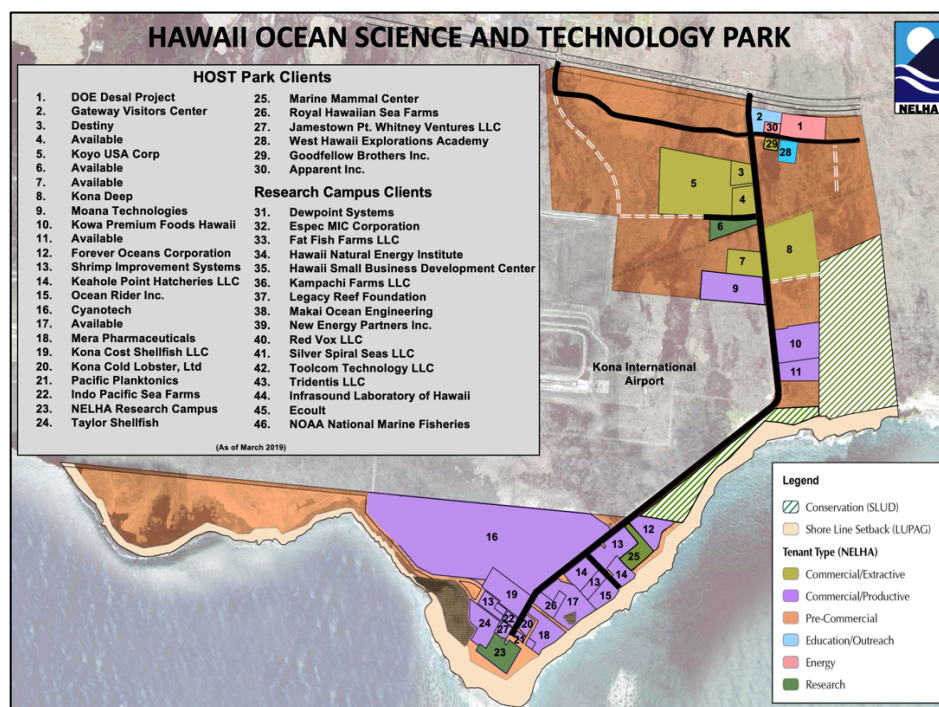 HAWAII OCEAN SCIENCE AND TECHNOLOGY PARK
NELHA
HOST Park Clients
1. DOE Desal Project
2. Gateway Visitors Center
3. Destiny
4. Available
5. Koyo USA Corp
6. Available
7. Available
8. Kona Deep
9. Moana Technologies
10. Kowa Premium Foods Hawaii
11. Available
12. Forever Oceans Corporation
13. Shrimp Improvement Systems
14. Keahole Point Hatcheries LLC
15. Ocean Rider Inc.
16. Cyanotech
17. Available
18. Mera Pharmaceuticals
19. Kona Cost Shellfish LLC
20. Kona Cold Lobster, Ltd
21. Pacific Planktonics
22. Indo Pacific Sea Farms
23. NELHA Research Campus
24. Taylor Shellfish
25. Marine Mammal Center
26. Royal Hawaiian Sea Farms
27. Jamestown Pt. Whitney Ventures LLC
28. West Hawaii Explorations Academy
29. Goodfellow Brothers Inc.
30. Apparent Inc.
Research Campus Clients
31. Dewpoint Systems
32. Espec MIC Corporation
33. Fat Fish Farms LLC
34. Hawaii Natural Energy Institute
35. Hawaii Small Business Development Center
36. Kampachi Farms LLC
37. Legacy Reef Foundation
38. Makai Ocean Engineering
39. New Energy Partners Inc.
40. Red Vox LLC
41. Silver Spiral Seas LLC
42. Toolcom Technology LLC
43. Tridentis LLC
44. Infrasound Laboratory of Hawaii
45. Ecoult
46. NOAA National Marine Fisheries
(As of March 2019)
2
30
1
29
28
3
5
4
6
8
7
9
10
11
Kona International
Airport
16
12
13
25
14
14
13
15
19
13
26
17
22
24
20
27
18
21
23
Legend
Conservation (SLUD)
Shore Line Setback (LUPAG)
Tenant Type (NELHA)
Commercial/Extractive
Commercial/Productive
Pre-Commercial
Education/Outreach
Energy
Research